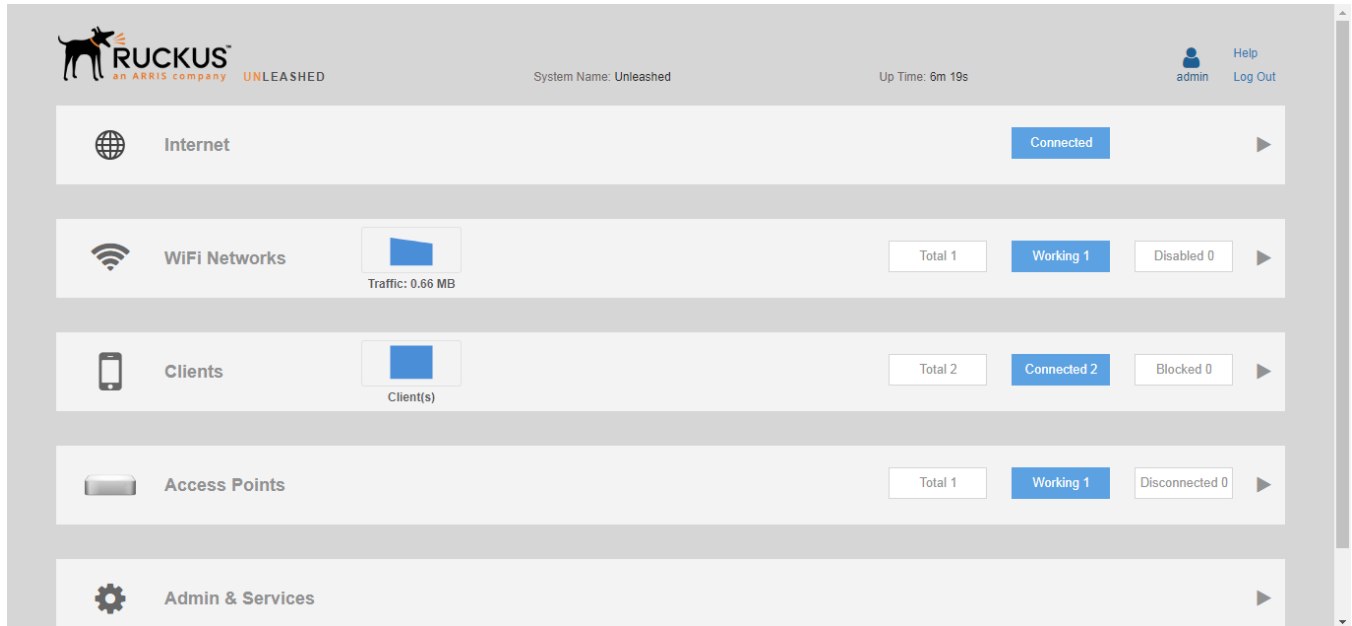 RUCKUS™
an ARRIS company UNLEASHED
System Name: Unleashed
Up Time: 6m 19s
admin
Help
Log Out
Internet
Connected
WiFi Networks
Traffic: 0.66 MB
Total 1
Working 1
Disabled 0
Clients
Client(s)
Total 2
Connected 2
Blocked 0
Access Points
Total 1
Working 1
Disconnected 0
Admin & Services